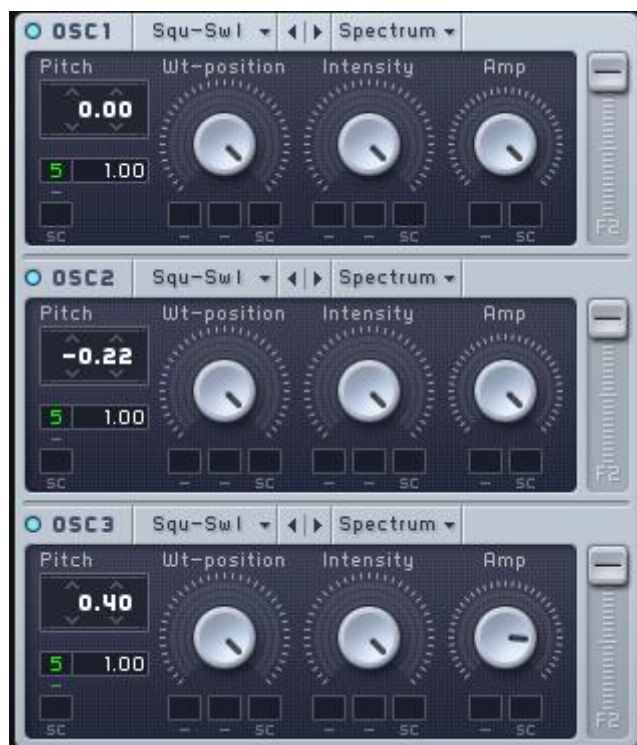 OSC1 Squ-Swl Spectrum
Pitch Wt-position Intensity Amp
0.00
5 1.00
SC - - SC - - SC - SC F2
OSC2 Squ-Swl Spectrum
Pitch Wt-position Intensity Amp
-0.22
5 1.00
SC - - SC - - SC - SC F2
OSC3 Squ-Swl Spectrum
Pitch Wt-position Intensity Amp
0.40
5 1.00
SC - - SC - - SC - SC F2